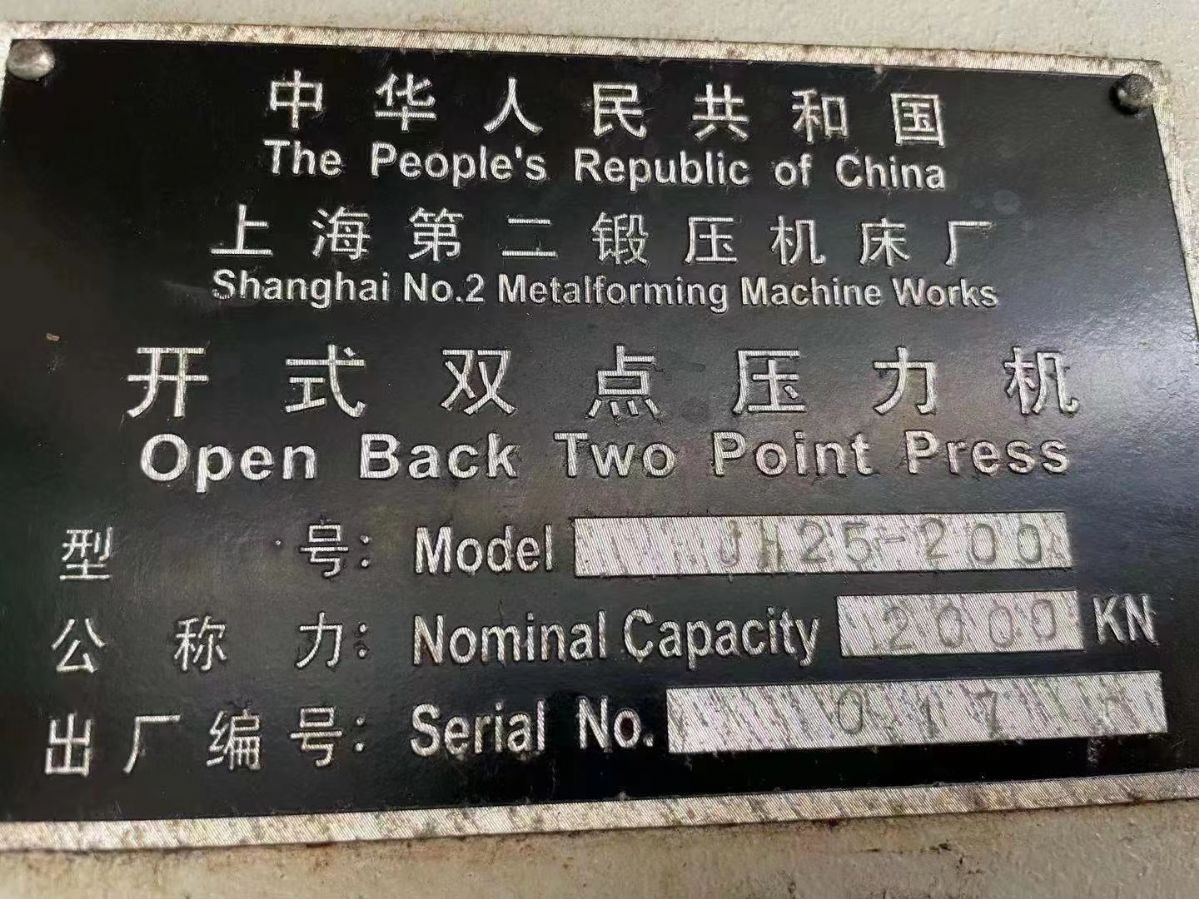 中华人民共和国
The People's Republic of China
上海第二锻压机床厂
Shanghai No.2 Metalforming Machine Works
开式双点压力机
Open Back Two Point Press
型 号: Model JH25-200
公称力: Nominal Capacity 2000 KN
出厂编号: Serial No. 017